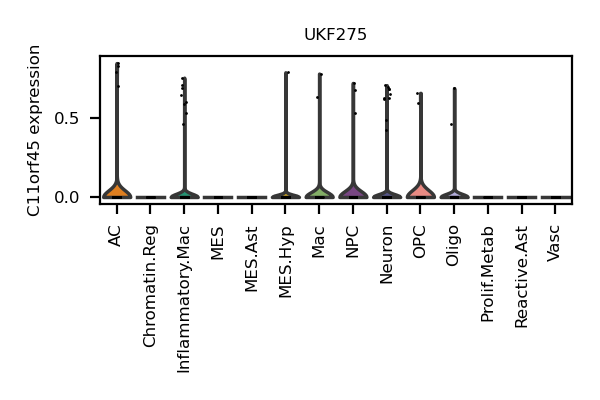 UKF275
C11orf45 expression
0.5
0.0
AC
Chromatin.Reg
Inflammatory.Mac
MES
MES.Ast
MES.Hyp
Mac
NPC
Neuron
OPC
Oligo
Prolif.Metab
Reactive.Ast
Vasc